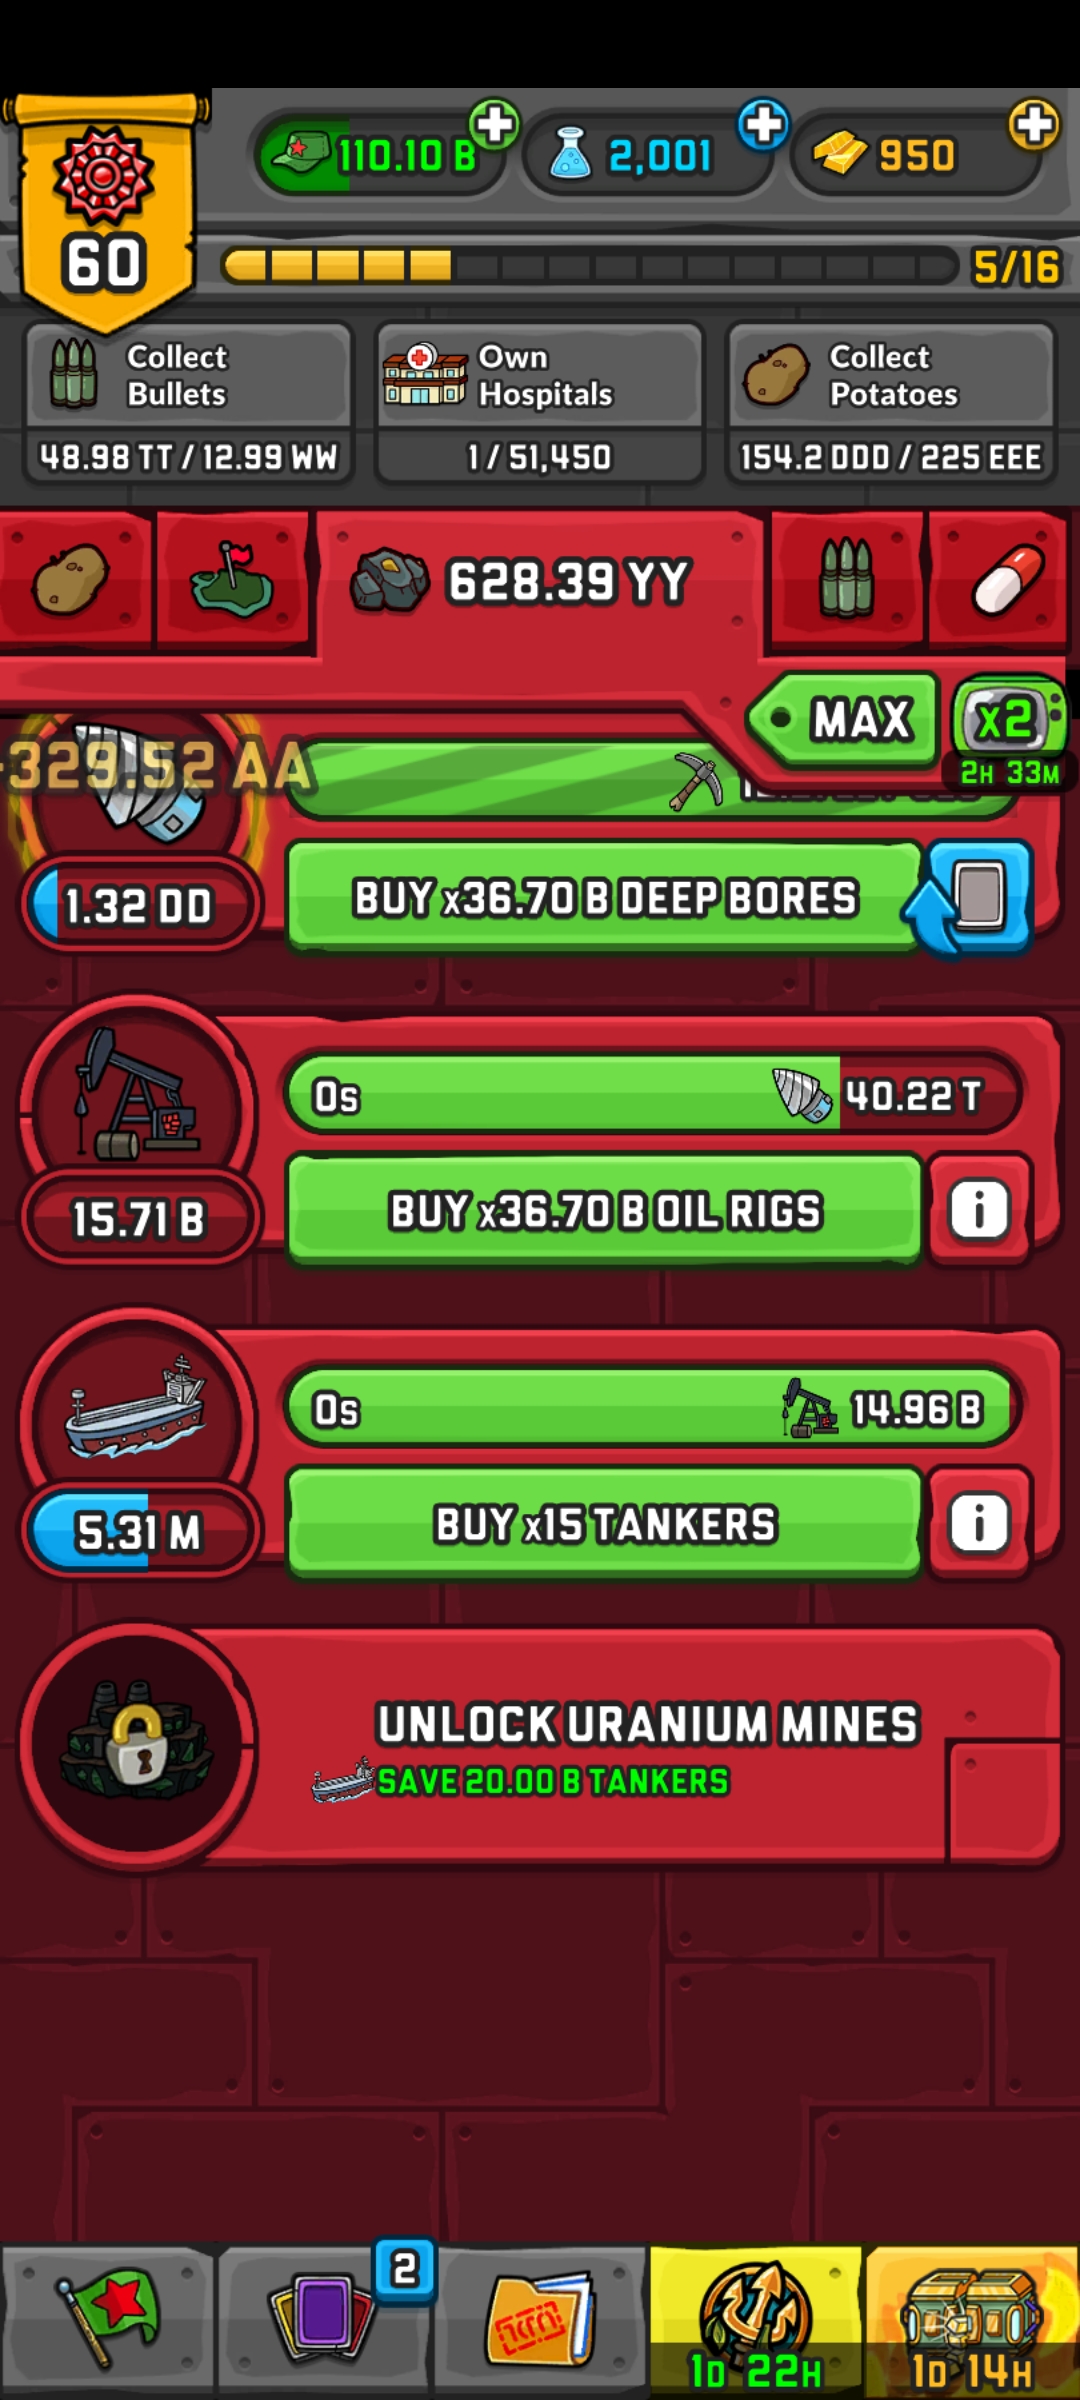 60
110.10 B
2,001
950
5/16
Collect
Bullets
48.98 TT / 12.99 WW
Own
Hospitals
1 / 51,450
Collect
Potatoes
154.2 DDD / 225 EEE
628.39 YY
MAX
x2
2H 33M
329.52 AA
1.32 DD
BUY x36.70 B DEEP BORES
0s
40.22 T
15.71 B
BUY x36.70 B OIL RIGS
i
0s
14.96 B
5.31 M
BUY x15 TANKERS
i
UNLOCK URANIUM MINES
SAVE 20.00 B TANKERS
2
1D 22H
1D 14H